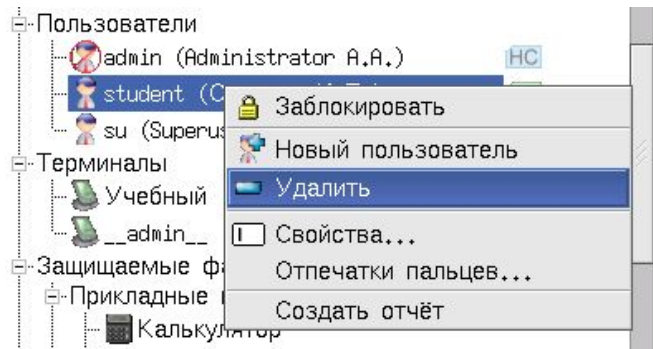 Пользователи
admin (Administrator A.A.)
НС
student (С
Заблокировать
su (Superus
Новый пользователь
Терминалы
Удалить
Учебный
__admin__
Свойства...
Защищаемые ф
Отпечатки пальцев...
Прикладные
Создать отчёт
Калькулятор